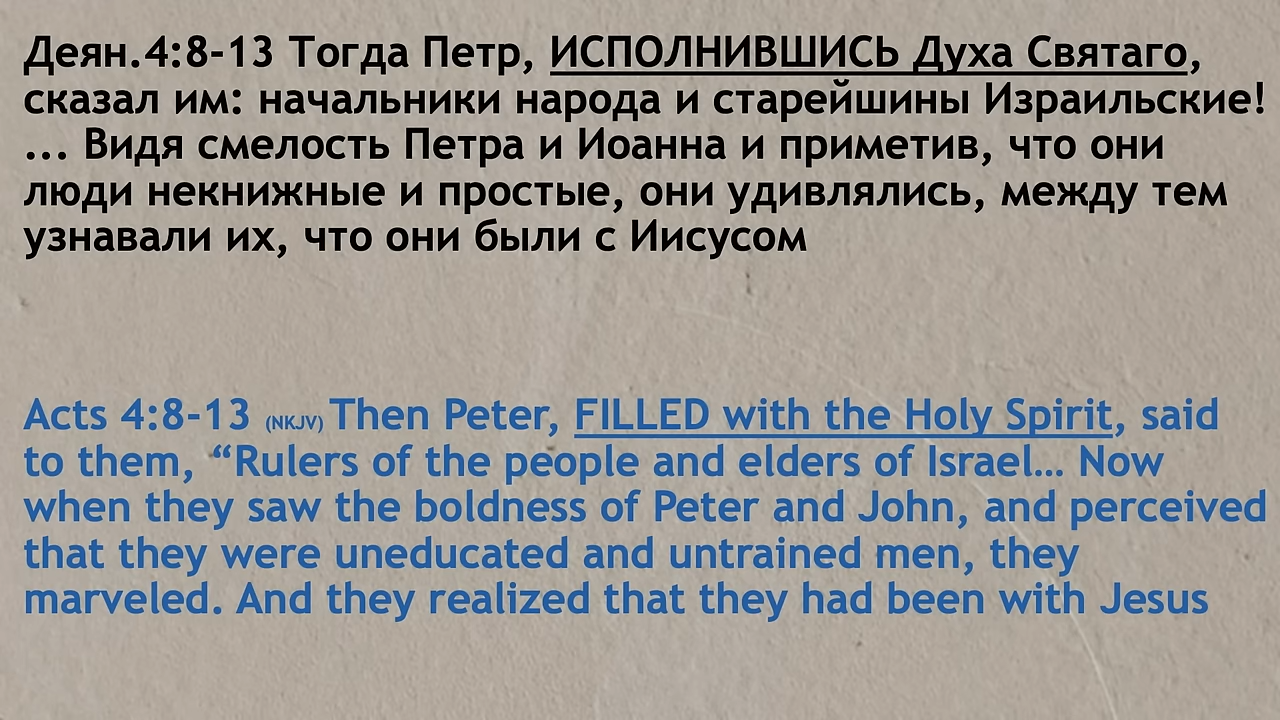 Деян.4:8-13 Тогда Петр, ИСПОЛНИВШИСЬ Духа Святаго,
сказал им: начальники народа и старейшины Израильские!
... Видя смелость Петра и Иоанна и приметив, что они
люди некнижные и простые, они удивлялись, между тем
узнавали их, что они были с Иисусом
Acts 4:8-13 (NKJV) Then Peter, FILLED with the Holy Spirit, said
to them, “Rulers of the people and elders of Israel… Now
when they saw the boldness of Peter and John, and perceived
that they were uneducated and untrained men, they
marveled. And they realized that they had been with Jesus